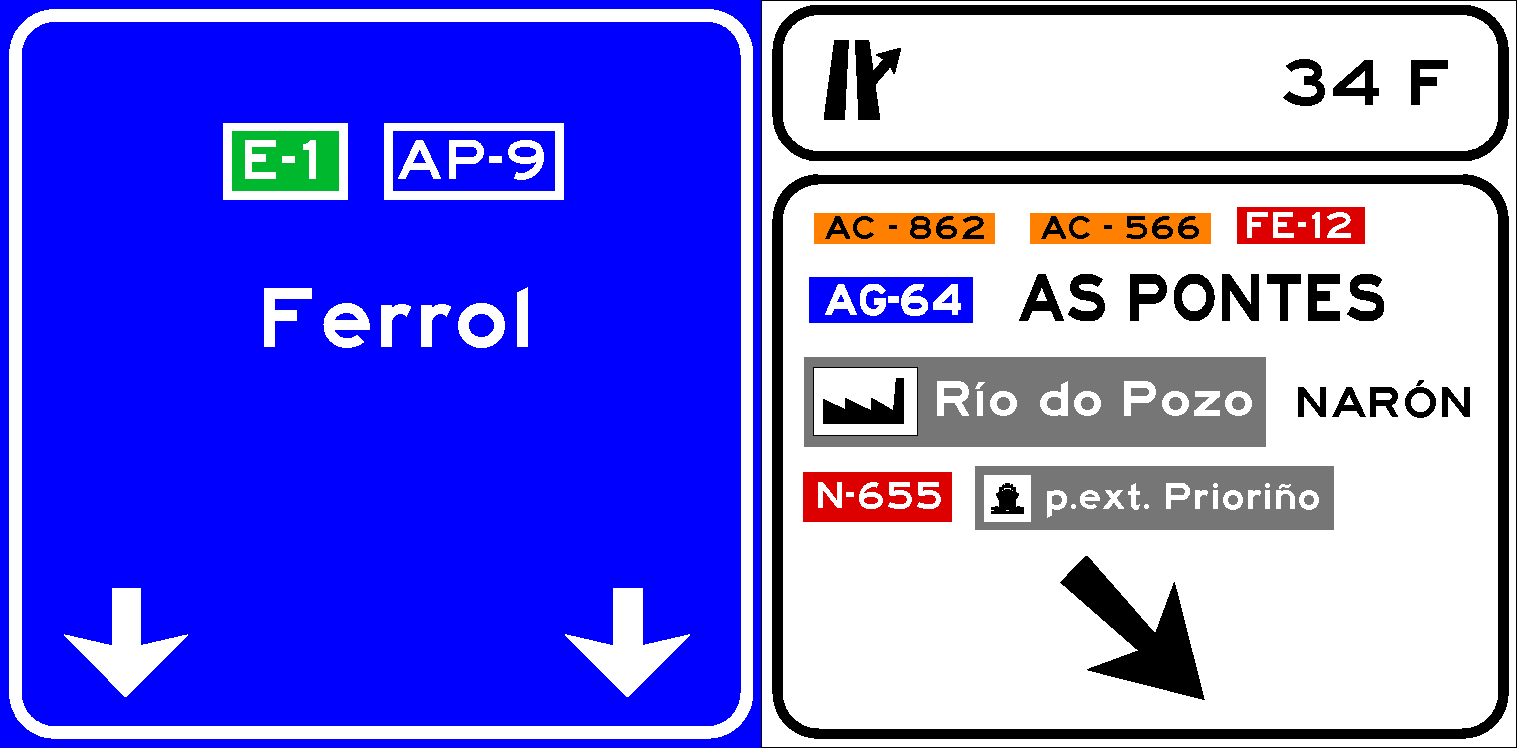 E-1 AP-9
Ferrol
34 F
AC - 862 AC - 566 FE-12
AG-64 AS PONTES
Río do Pozo NARÓN
N-655 p.ext. Prioriño